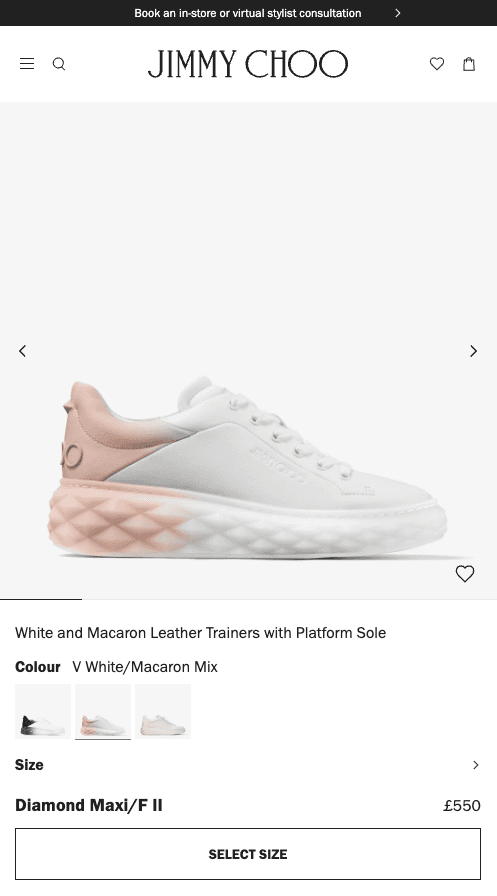 Book an in-store or virtual stylist consultation
JIMMY CHOO
White and Macaron Leather Trainers with Platform Sole
Colour V White/Macaron Mix
Size
Diamond Maxi/F II £550
SELECT SIZE